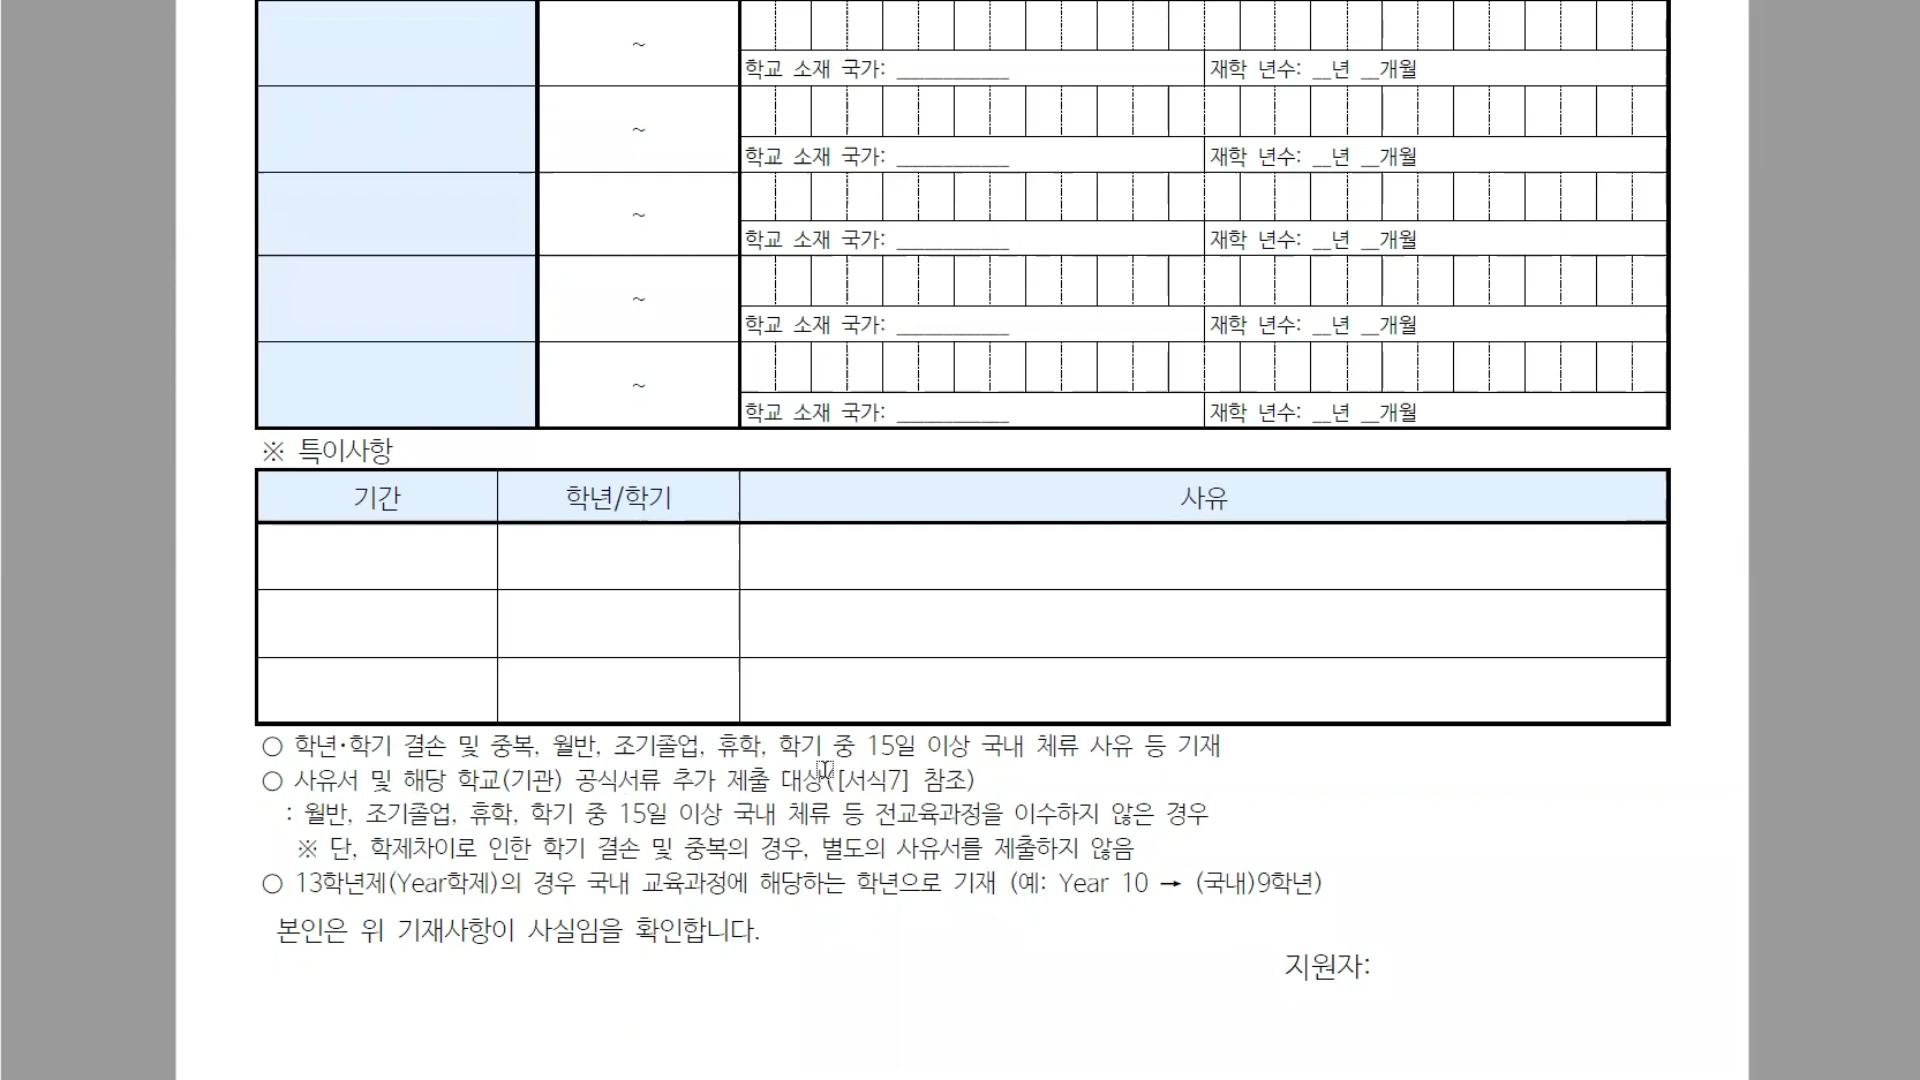 ~
학교 소재 국가: ___________ 재학 년수: __년 __개월
~
학교 소재 국가: ___________ 재학 년수: __년 __개월
~
학교 소재 국가: ___________ 재학 년수: __년 __개월
~
학교 소재 국가: ___________ 재학 년수: __년 __개월
~
학교 소재 국가: ___________ 재학 년수: __년 __개월
※ 특이사항
기간 학년/학기 사유
○ 학년·학기 결손 및 중복, 월반, 조기졸업, 휴학, 학기 중 15일 이상 국내 체류 사유 등 기재
○ 사유서 및 해당 학교(기관) 공식서류 추가 제출 대상([서식7] 참조)
: 월반, 조기졸업, 휴학, 학기 중 15일 이상 국내 체류 등 전교육과정을 이수하지 않은 경우
※ 단, 학제차이로 인한 학기 결손 및 중복의 경우, 별도의 사유서를 제출하지 않음
○ 13학년제(Year학제)의 경우 국내 교육과정에 해당하는 학년으로 기재 (예: Year 10 → (국내)9학년)
본인은 위 기재사항이 사실임을 확인합니다.
지원자: